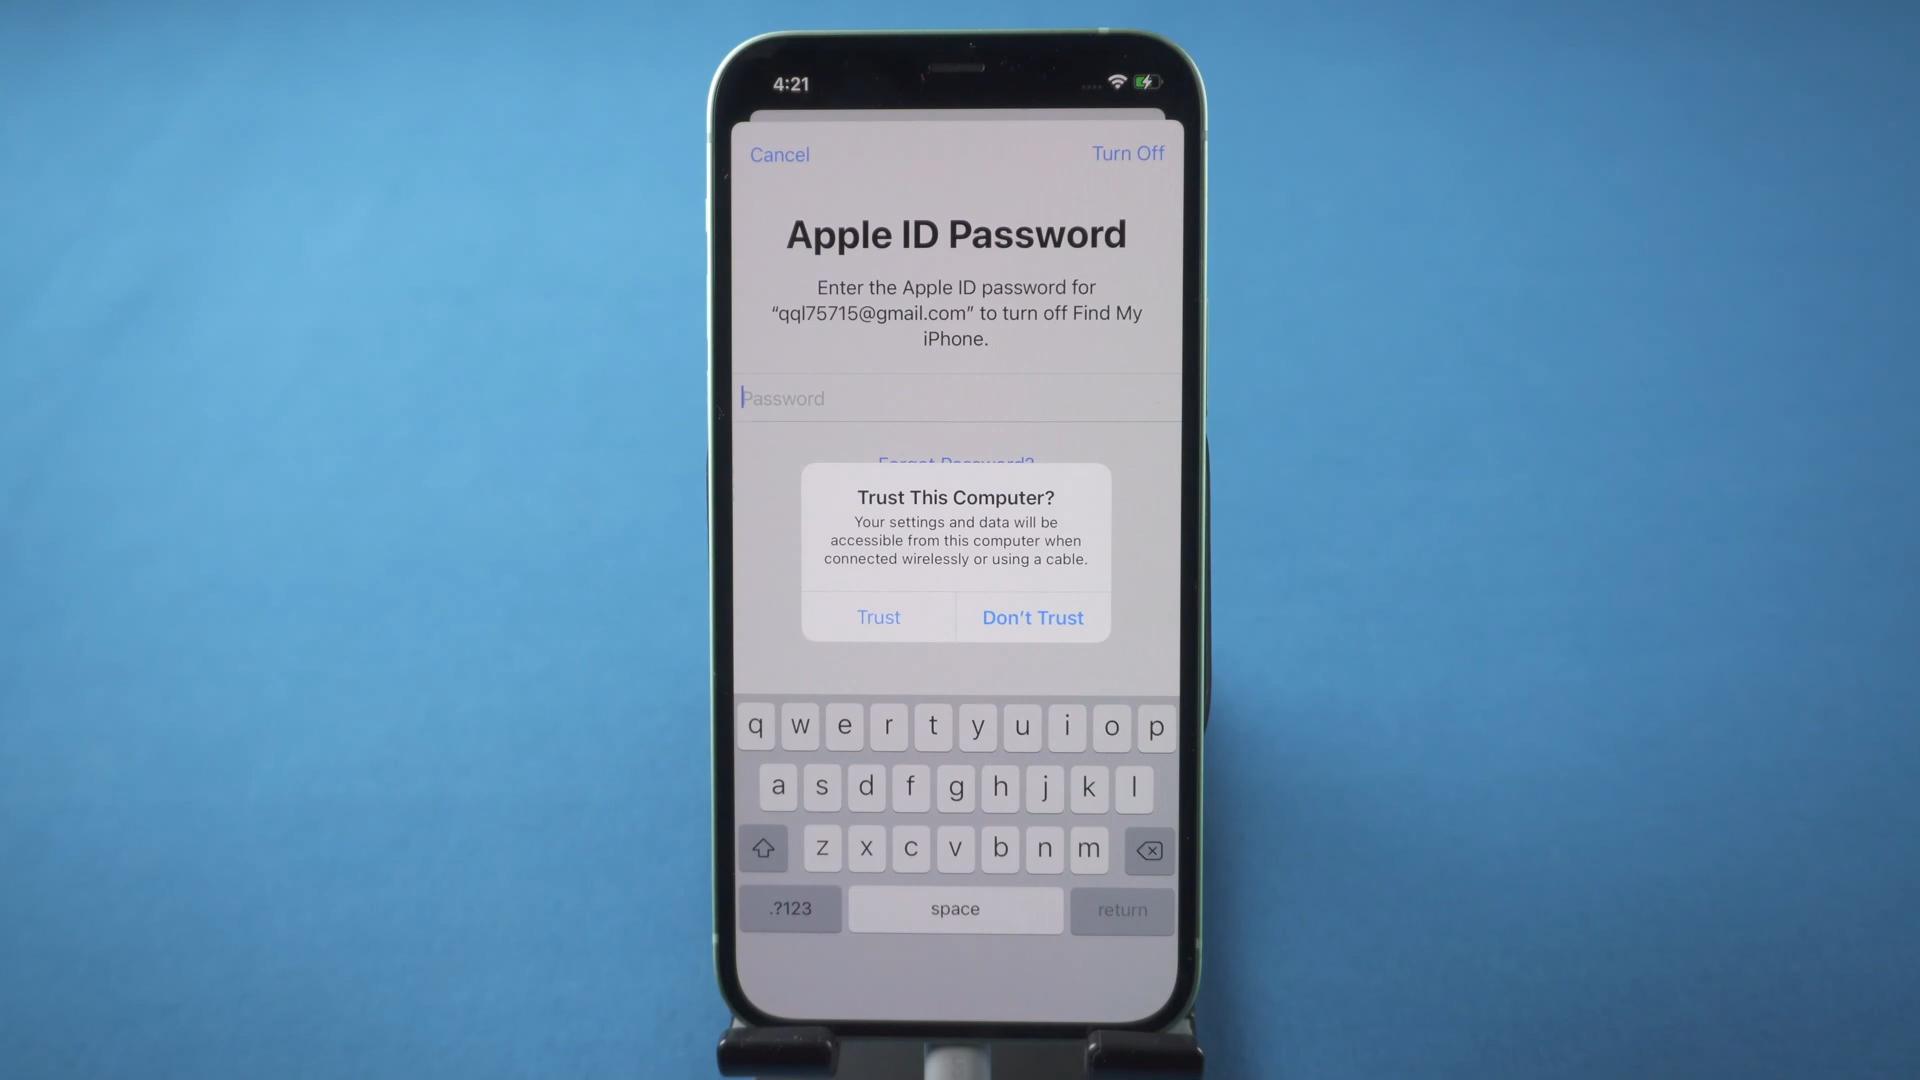 4:21
Cancel
Turn Off
Apple ID Password
Enter the Apple ID password for
“qql75715@gmail.com” to turn off Find My
iPhone.
Password
Forgot Password?
Trust This Computer?
Your settings and data will be
accessible from this computer when
connected wirelessly or using a cable.
Trust
Don’t Trust
q w e r t y u i o p
a s d f g h j k l
z x c v b n m
.?123
space
return